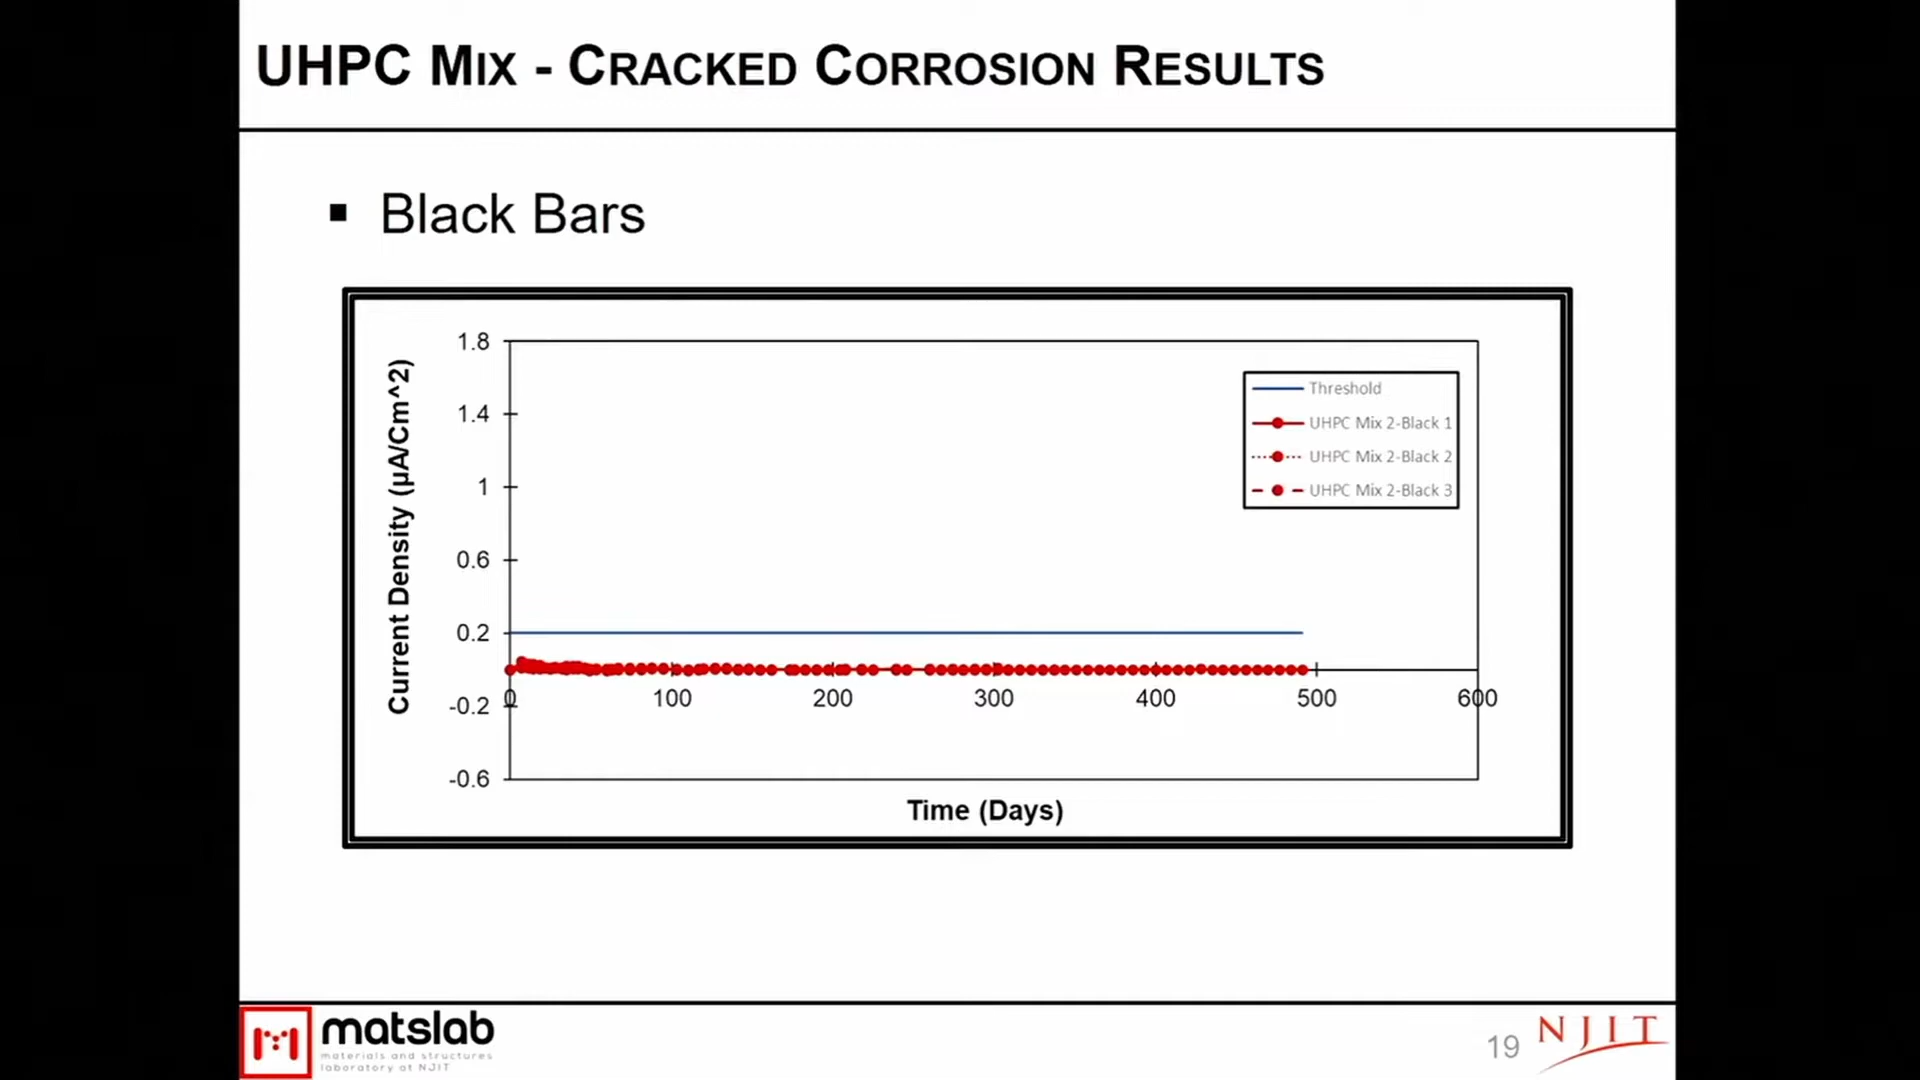 UHPC MIX - CRACKED CORROSION RESULTS
▪ Black Bars
1.8
1.4
1
0.6
0.2
-0.2
-0.6
Current Density (µA/Cm^2)
0 100 200 300 400 500 600
Time (Days)
Threshold
UHPC Mix 2-Black 1
UHPC Mix 2-Black 2
UHPC Mix 2-Black 3
matslab
materials and structures
laboratory at NJIT
19
NJIT